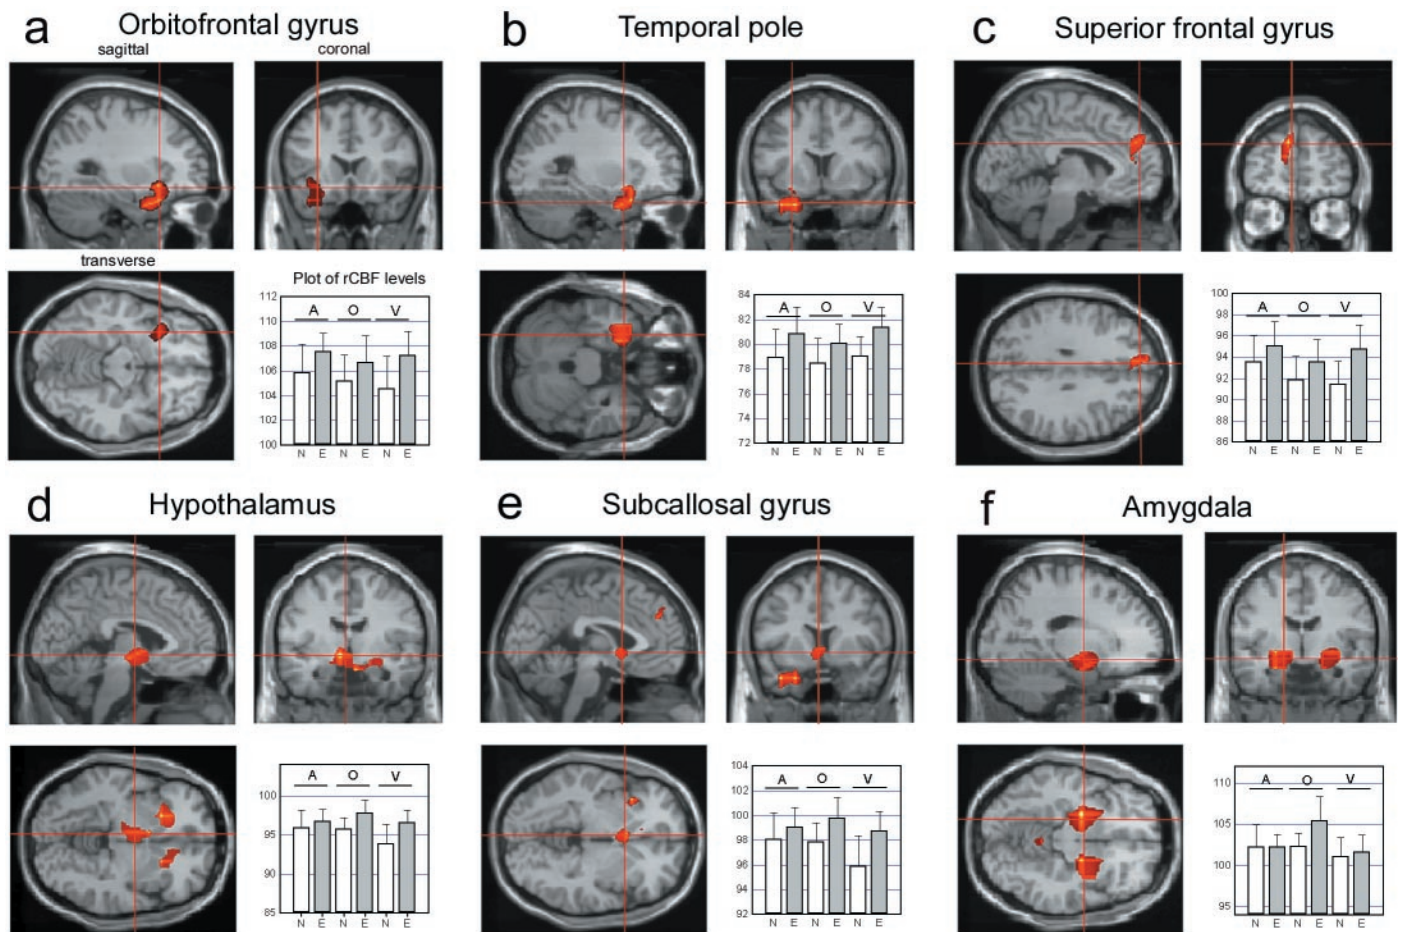 a Orbitofrontal gyrus
sagittal
coronal
transverse
Plot of rCBF levels
112
110
108
106
104
102
100
A O V
N E N E N E
b Temporal pole
84
82
80
78
76
74
72
A O V
N E N E N E
c Superior frontal gyrus
100
98
96
94
92
90
88
86
A O V
N E N E N E
d Hypothalamus
100
95
90
85
A O V
N E N E N E
e Subcallosal gyrus
104
102
100
98
96
94
92
A O V
N E N E N E
f Amygdala
110
105
100
95
A O V
N E N E N E